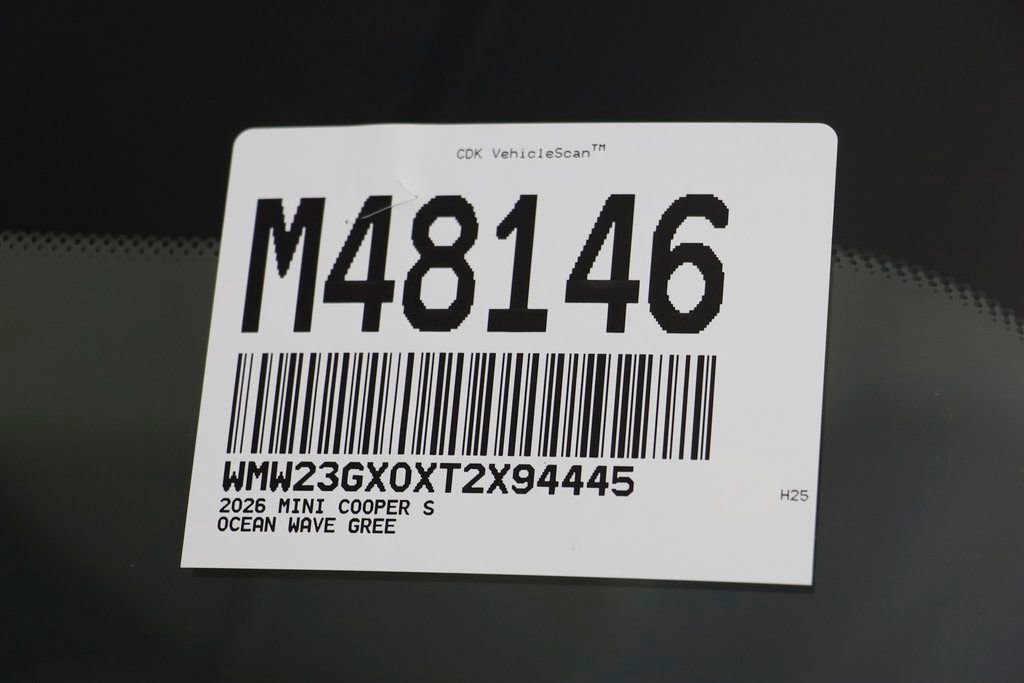 CDK VehicleScan™
M48146
WMW23GX0XT2X94445
2026 MINI COOPER S
OCEAN WAVE GREE
H25